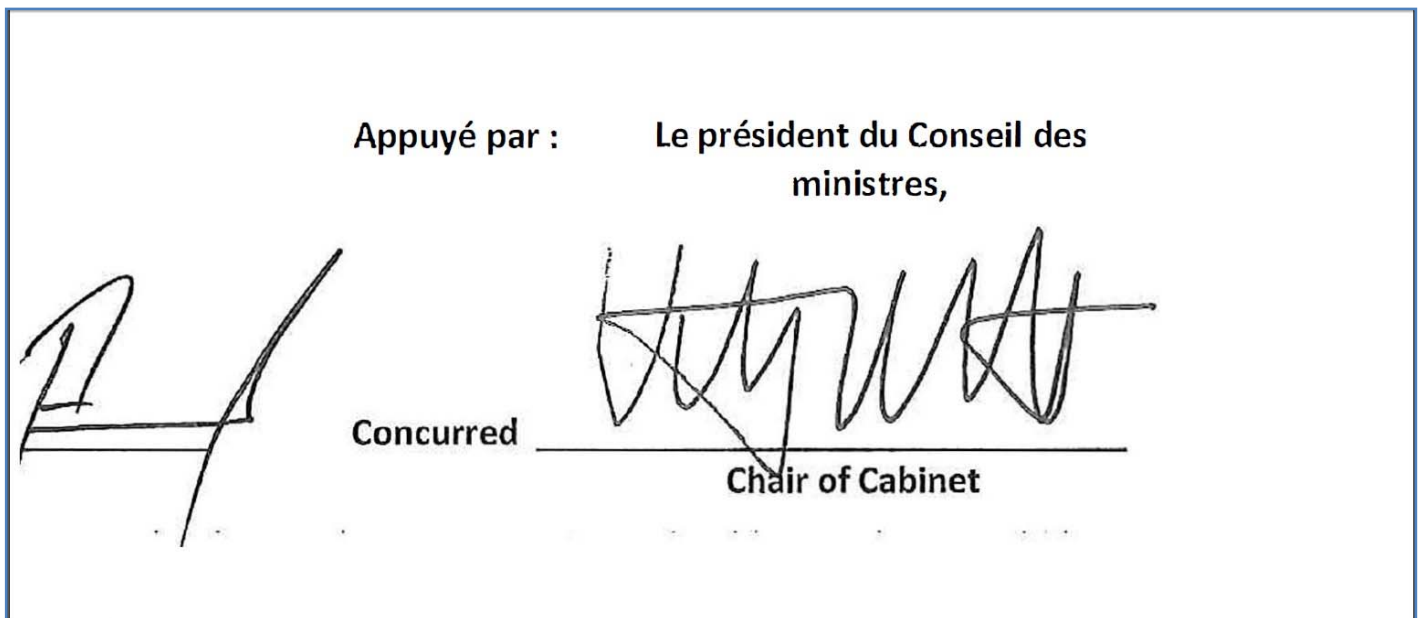 Appuyé par :
Le président du Conseil des
ministres,
Concurred
Chair of Cabinet